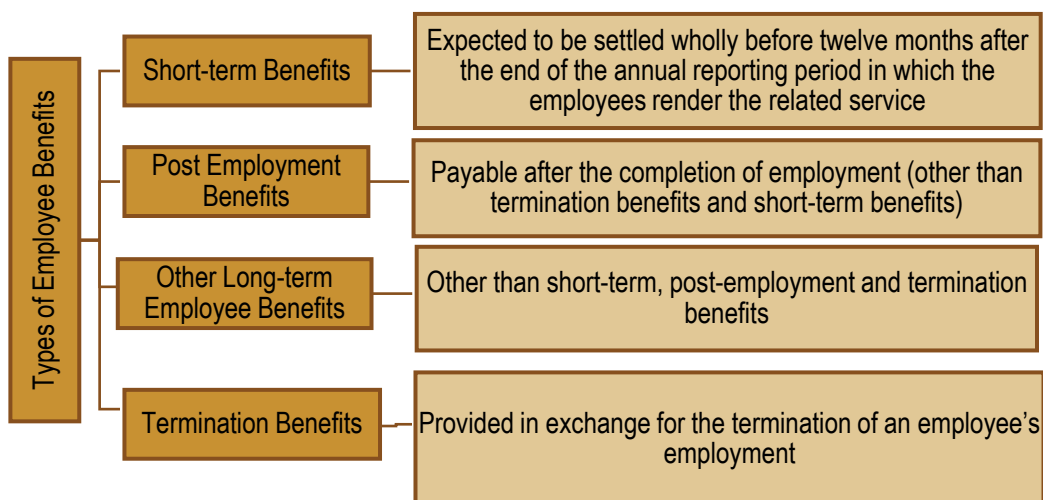 Types of Employee Benefits
Short-term Benefits
Expected to be settled wholly before twelve months after
the end of the annual reporting period in which the
employees render the related service
Post Employment
Benefits
Payable after the completion of employment (other than
termination benefits and short-term benefits)
Other Long-term
Employee Benefits
Other than short-term, post-employment and termination
benefits
Termination Benefits
Provided in exchange for the termination of an employee’s
employment